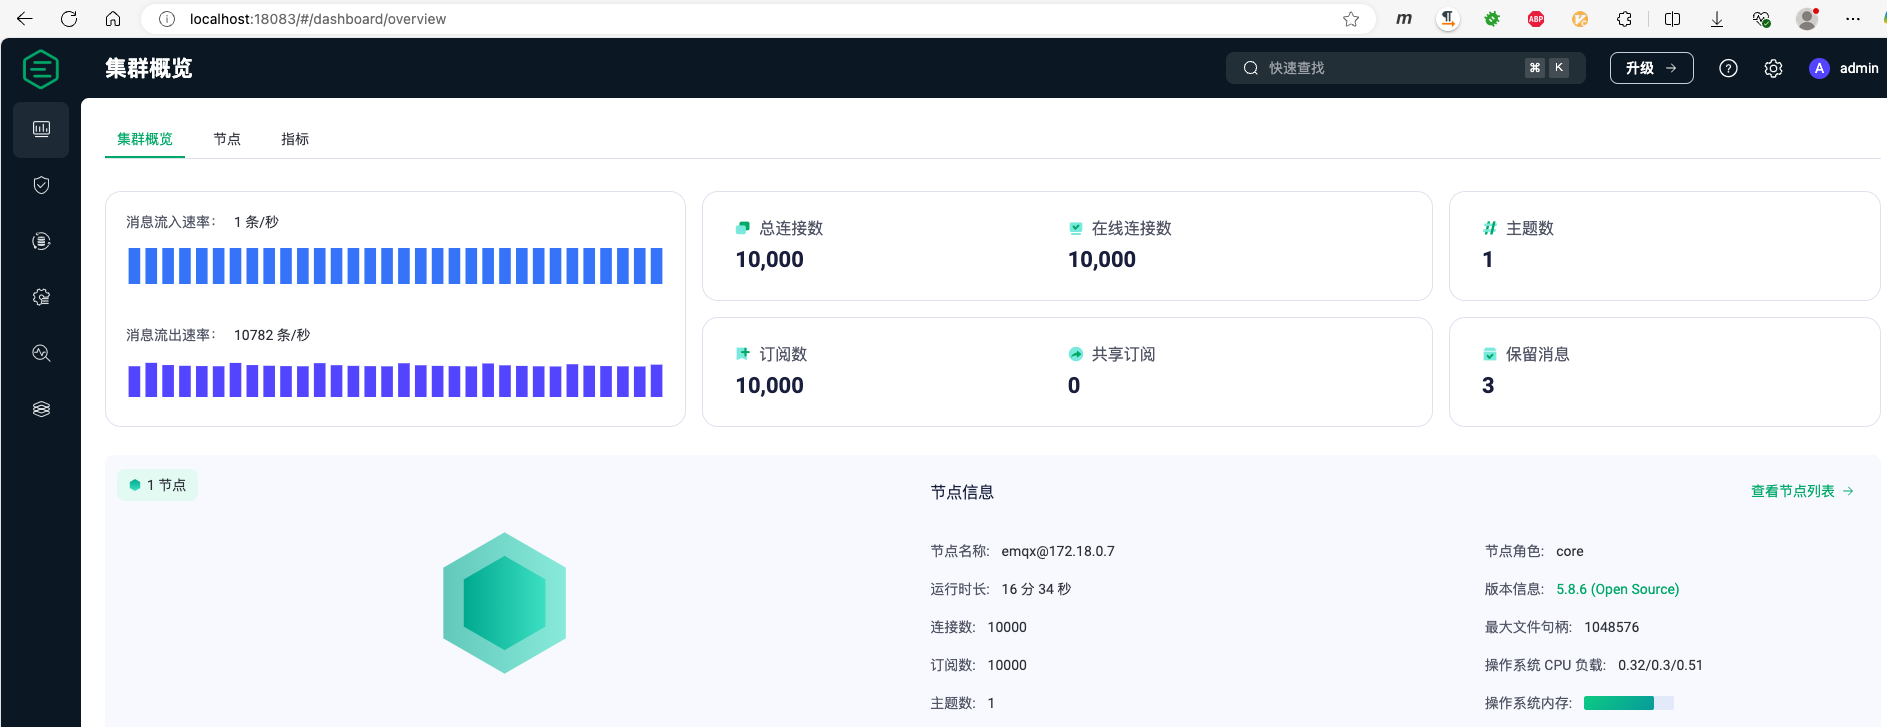 localhost:18083/#/dashboard/overview
m
ABP
集群概览
快速查找
⌘ K
升级 →
A admin
集群概览 节点 指标
消息流入速率： 1 条/秒
消息流出速率： 10782 条/秒
总连接数
10,000
在线连接数
10,000
主题数
1
订阅数
10,000
共享订阅
0
保留消息
3
1 节点
节点信息
查看节点列表 →
节点名称: emqx@172.18.0.7
节点角色: core
运行时长: 16 分 34 秒
版本信息: 5.8.6 (Open Source)
连接数: 10000
最大文件句柄: 1048576
订阅数: 10000
操作系统 CPU 负载: 0.32/0.3/0.51
主题数: 1
操作系统内存: